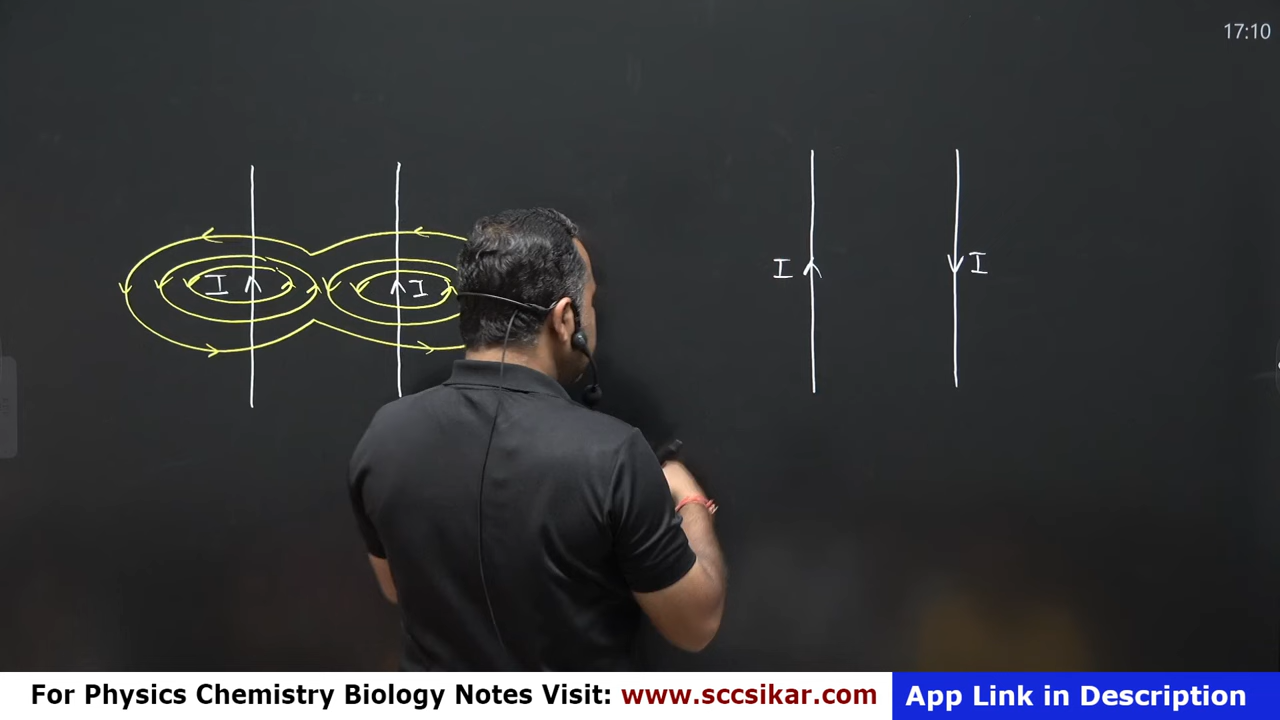 17:10
I I I I
For Physics Chemistry Biology Notes Visit: www.sccsikar.com App Link in Description